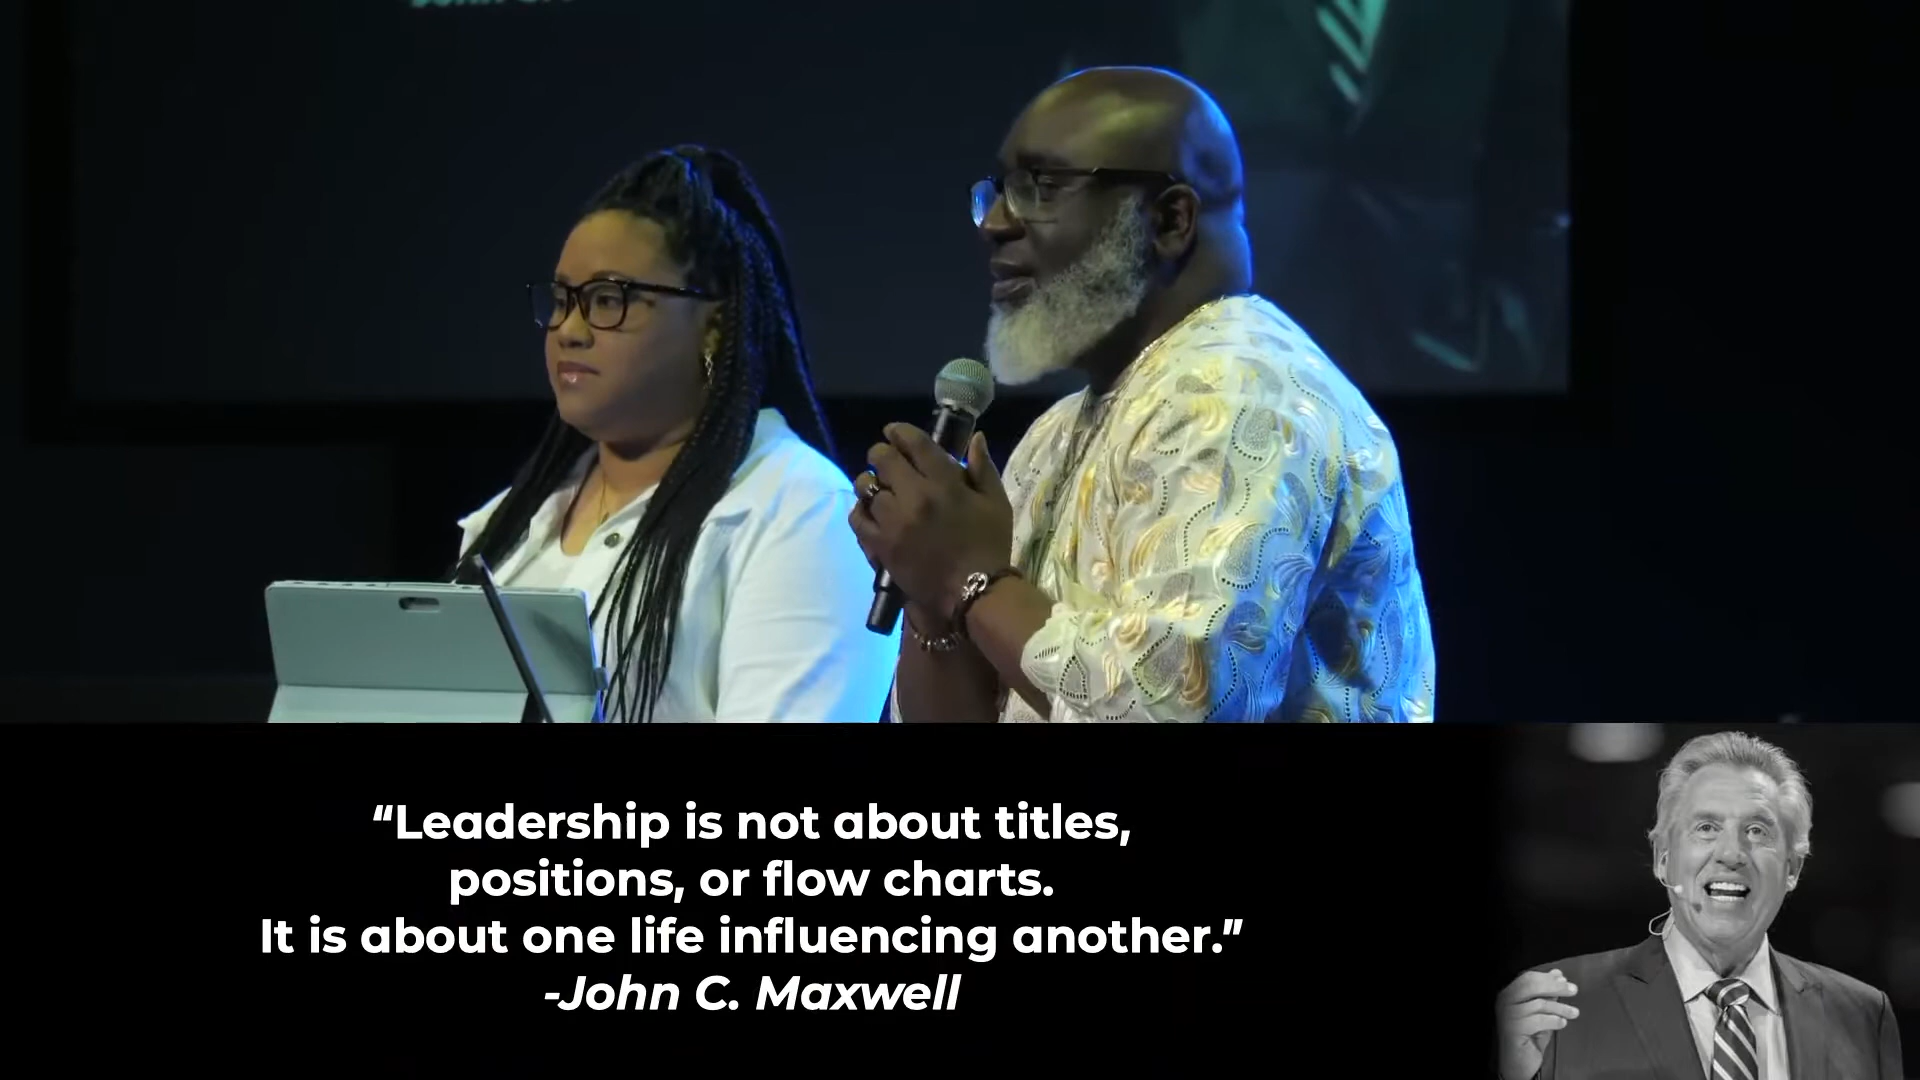 “Leadership is not about titles,
positions, or flow charts.
It is about one life influencing another.”
-John C. Maxwell